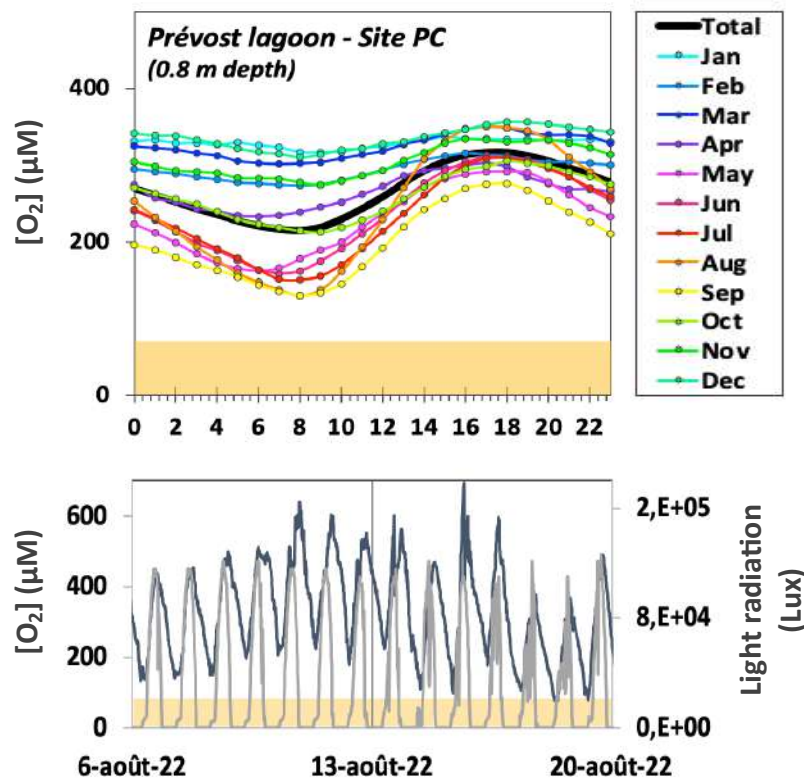 Prévost lagoon - Site PC
(0.8 m depth)
[O₂] (µM)
400
200
0
0 2 4 6 8 10 12 14 16 18 20 22
Total
Jan
Feb
Mar
Apr
May
Jun
Jul
Aug
Sep
Oct
Nov
Dec
[O₂] (µM)
600
400
200
0
2,E+05
8,E+04
0,E+00
Light radiation
(Lux)
6-août-22 13-août-22 20-août-22